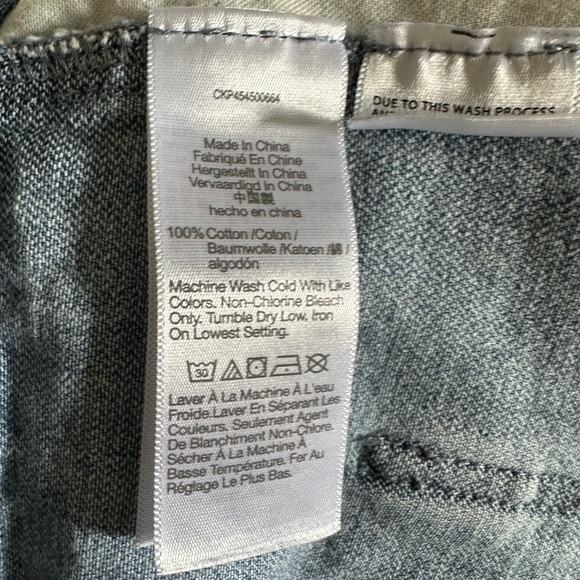 CKP454500664
Made In China
Fabriqué En Chine
Hergestellt In China
Vervaardigd In China
中国製
hecho en china
100% Cotton /Coton /
Baumwolle /Katoen /綿 /
algodón
Machine Wash Cold With Like
Colors. Non-Chlorine Bleach
Only. Tumble Dry Low. Iron
On Lowest Setting.
30
Laver À La Machine À L'eau
Froide.Laver En Séparant Les
Couleurs. Seulement Agent
De Blanchiment Non-Chlore.
Sécher À La Machine À
Basse Température. Fer Au
Réglage Le Plus Bas.
DUE TO THIS WASH PROCESS